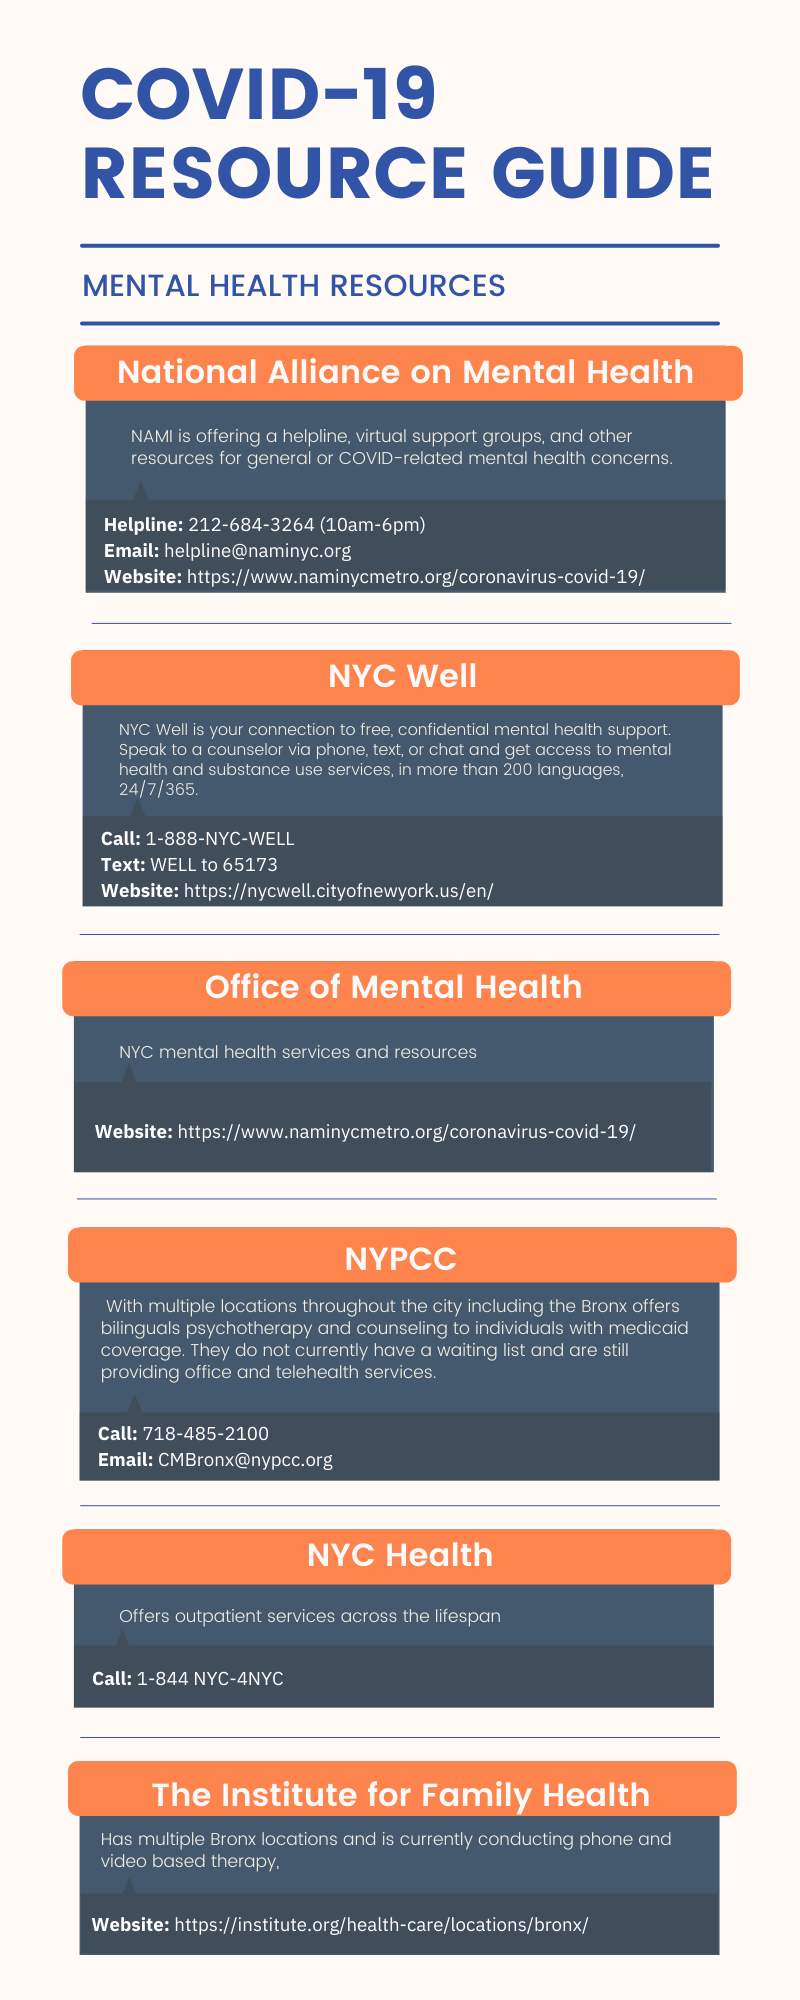 COVID-19
RESOURCE GUIDE
MENTAL HEALTH RESOURCES
National Alliance on Mental Health
NAMI is offering a helpline, virtual support groups, and other
resources for general or COVID-related mental health concerns.
Helpline: 212-684-3264 (10am-6pm)
Email: helpline@naminyc.org
Website: https://www.naminycmetro.org/coronavirus-covid-19/
NYC Well
NYC Well is your connection to free, confidential mental health support.
Speak to a counselor via phone, text, or chat and get access to mental
health and substance use services, in more than 200 languages,
24/7/365.
Call: 1-888-NYC-WELL
Text: WELL to 65173
Website: https://nycwell.cityofnewyork.us/en/
Office of Mental Health
NYC mental health services and resources
Website: https://www.naminycmetro.org/coronavirus-covid-19/
NYPCC
With multiple locations throughout the city including the Bronx offers
bilinguals psychotherapy and counseling to individuals with medicaid
coverage. They do not currently have a waiting list and are still
providing office and telehealth services.
Call: 718-485-2100
Email: CMBronx@nypcc.org
NYC Health
Offers outpatient services across the lifespan
Call: 1-844 NYC-4NYC
The Institute for Family Health
Has multiple Bronx locations and is currently conducting phone and
video based therapy,
Website: https://institute.org/health-care/locations/bronx/